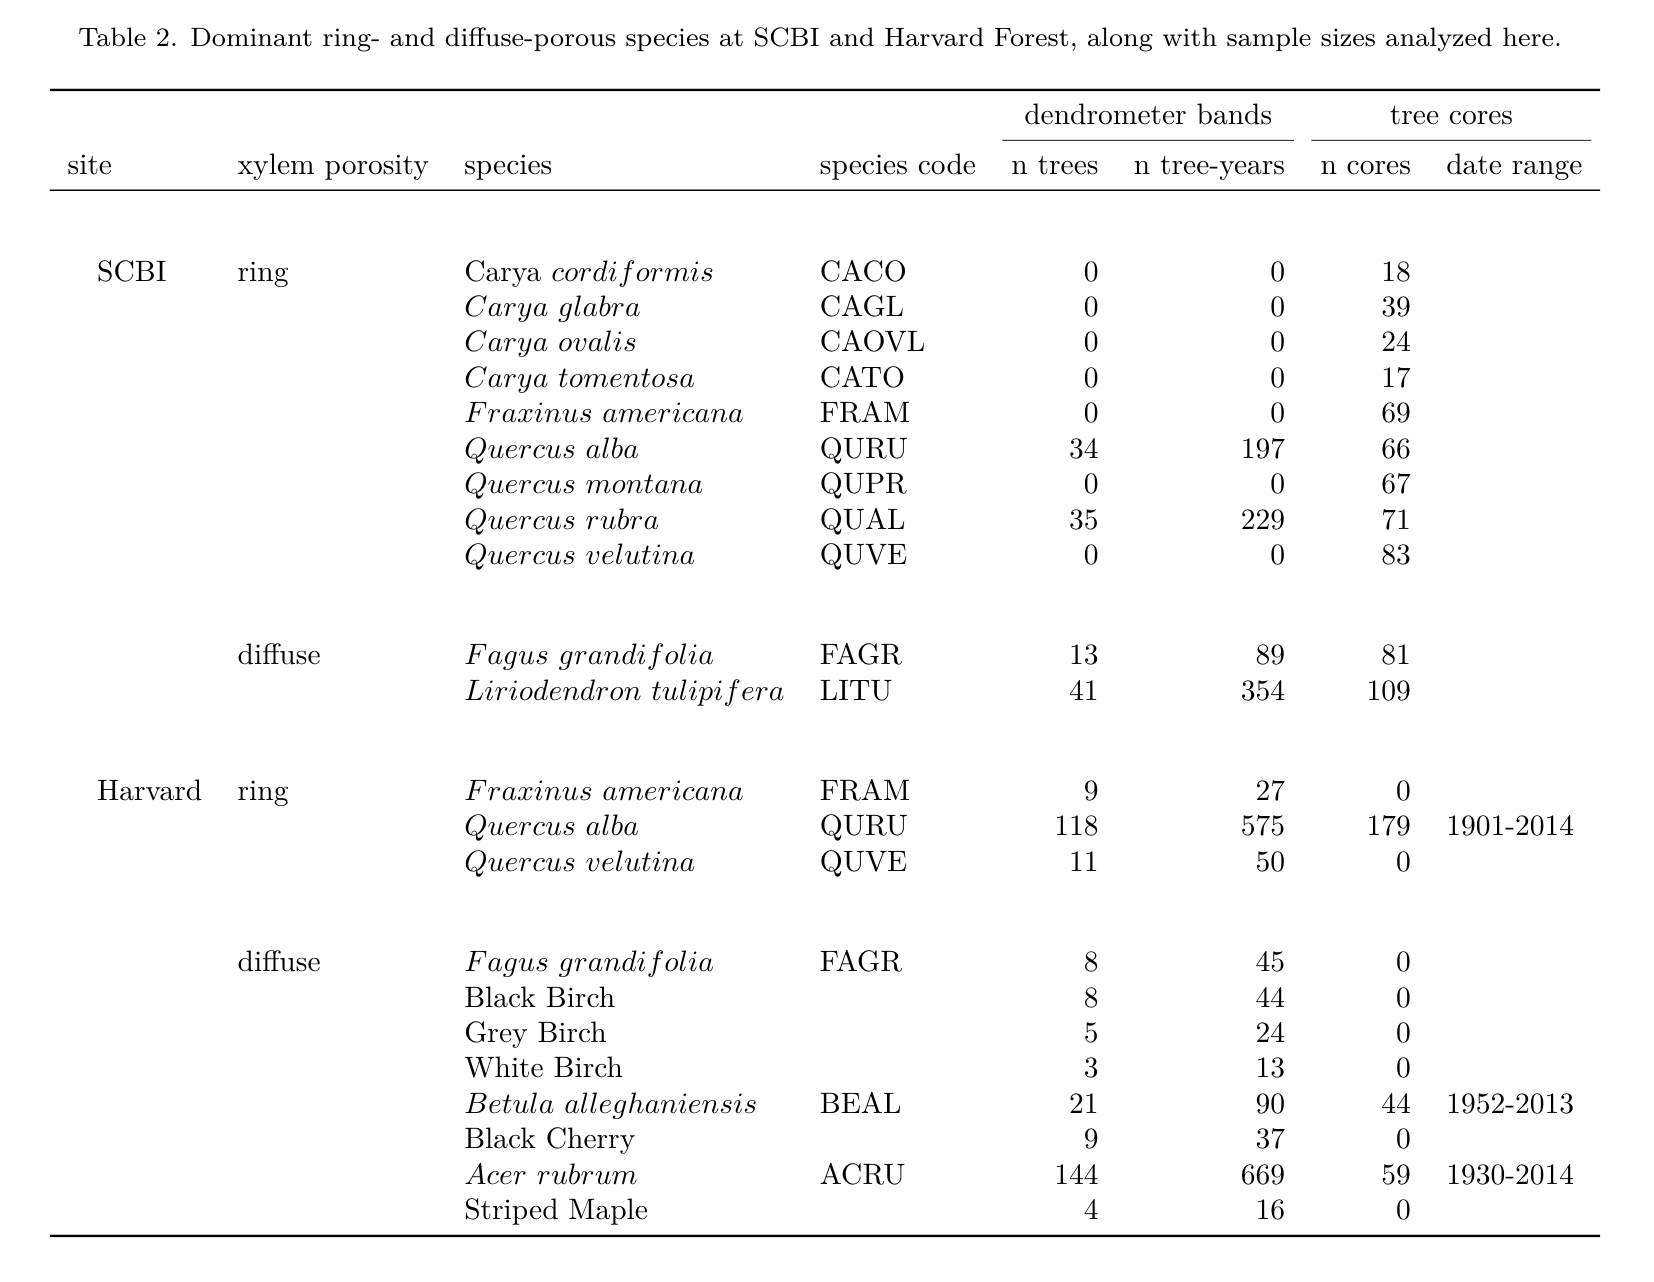 Table 2. Dominant ring- and diffuse-porous species at SCBI and Harvard Forest, along with sample sizes analyzed here.
dendrometer bands tree cores
site xylem porosity species species code n trees n tree-years n cores date range
SCBI ring Carya cordiformis CACO 0 0 18
Carya glabra CAGL 0 0 39
Carya ovalis CAOVL 0 0 24
Carya tomentosa CATO 0 0 17
Fraxinus americana FRAM 0 0 69
Quercus alba QURU 34 197 66
Quercus montana QUPR 0 0 67
Quercus rubra QUAL 35 229 71
Quercus velutina QUVE 0 0 83
diffuse Fagus grandifolia FAGR 13 89 81
Liriodendron tulipifera LITU 41 354 109
Harvard ring Fraxinus americana FRAM 9 27 0
Quercus alba QURU 118 575 179 1901-2014
Quercus velutina QUVE 11 50 0
diffuse Fagus grandifolia FAGR 8 45 0
Black Birch 8 44 0
Grey Birch 5 24 0
White Birch 3 13 0
Betula alleghaniensis BEAL 21 90 44 1952-2013
Black Cherry 9 37 0
Acer rubrum ACRU 144 669 59 1930-2014
Striped Maple 4 16 0